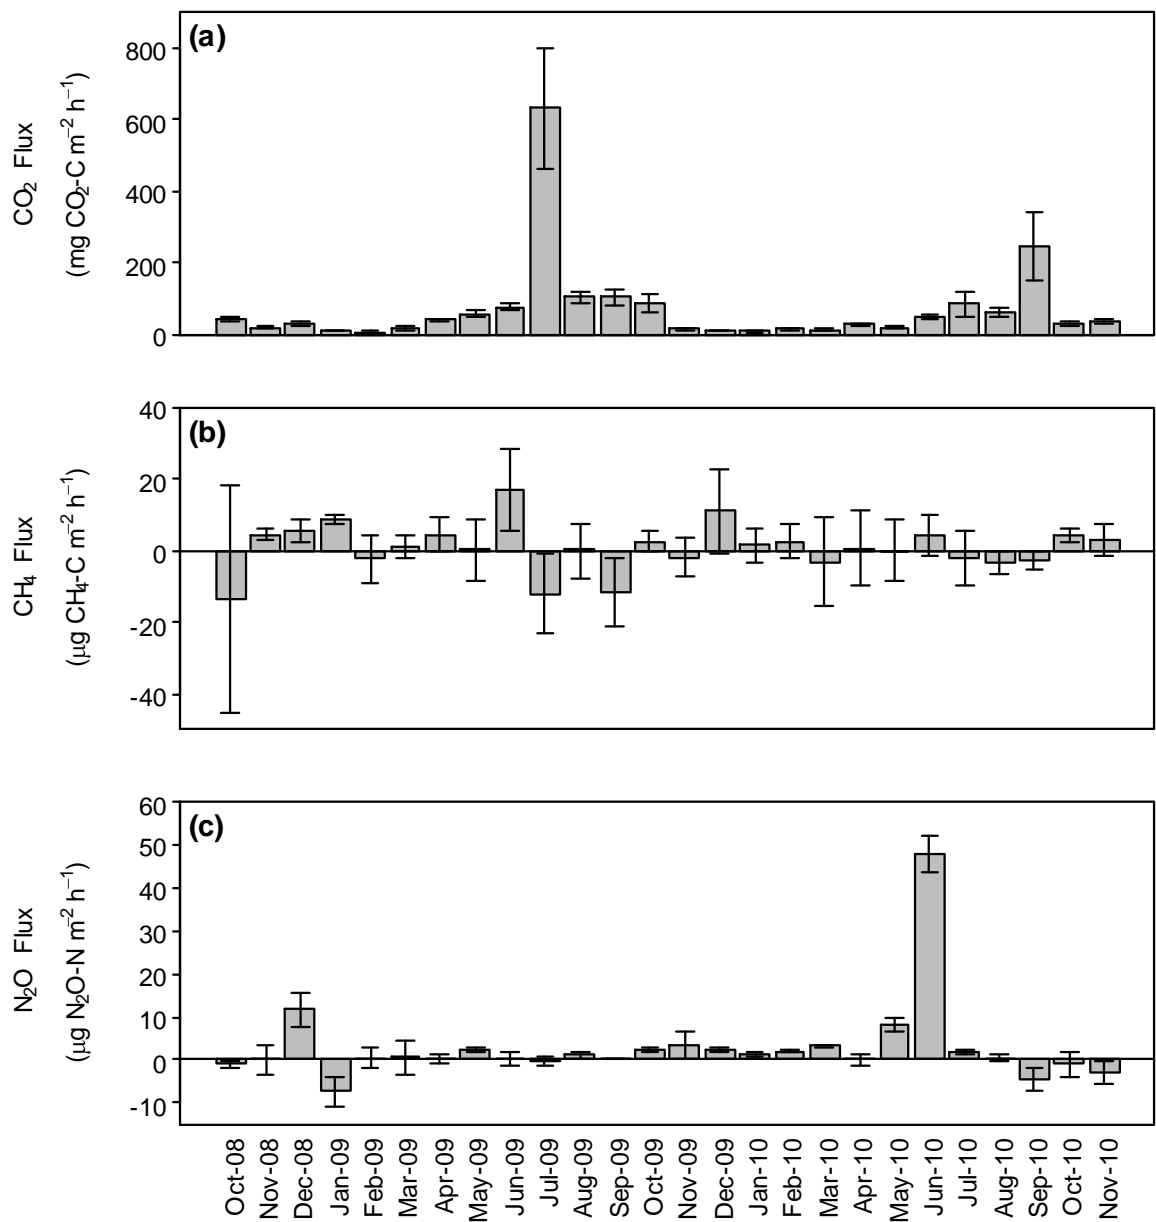 (a)
800
600
400
200
0
CO₂ Flux
(mg CO₂-C m⁻² h⁻¹)
(b)
40
20
0
-20
-40
CH₄ Flux
(µg CH₄-C m⁻² h⁻¹)
(c)
60
50
40
30
20
10
0
-10
N₂O Flux
(µg N₂O-N m⁻² h⁻¹)
Oct-08
Nov-08
Dec-08
Jan-09
Feb-09
Mar-09
Apr-09
May-09
Jun-09
Jul-09
Aug-09
Sep-09
Oct-09
Nov-09
Dec-09
Jan-10
Feb-10
Mar-10
Apr-10
May-10
Jun-10
Jul-10
Aug-10
Sep-10
Oct-10
Nov-10